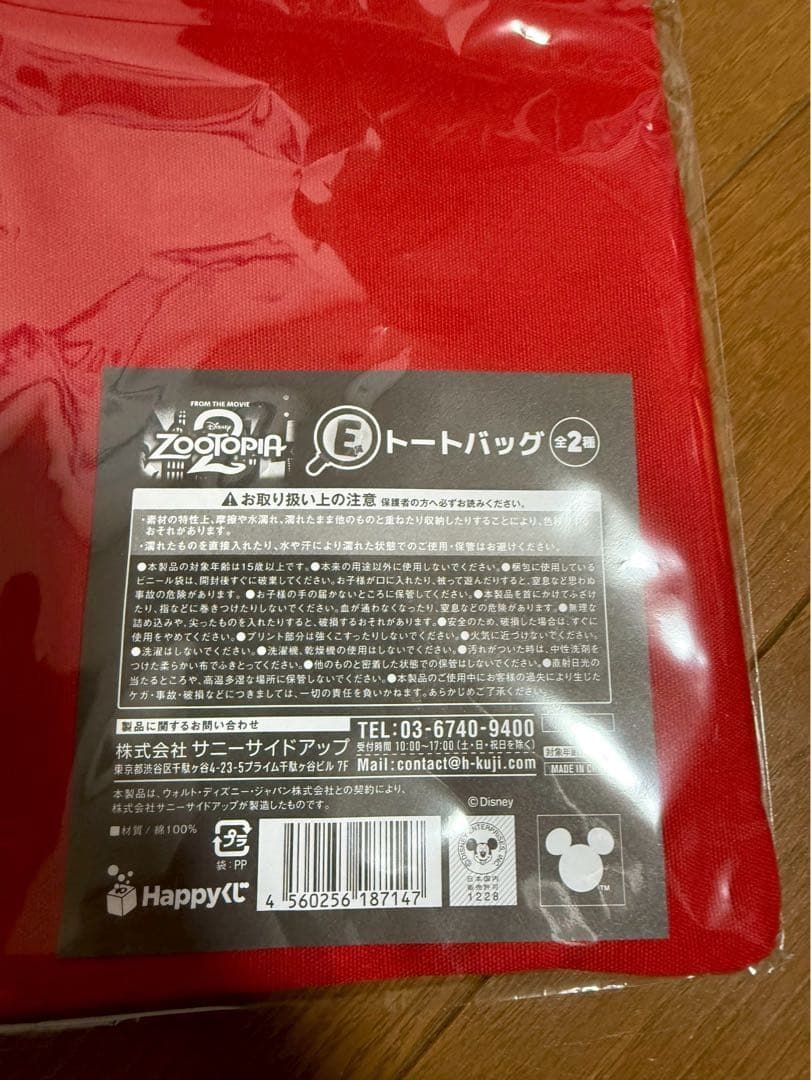 FROM THE MOVIE
Disney
ZOOTOPIA
2
E賞
トートバッグ
全2種
お取り扱い上の注意 保護者の方へ必ずお読みください。
・素材の特性上、摩擦や水濡れ、濡れたまま他のものと重ねたり収納したりすることにより、色移り
おそれがあります。
・濡れたものを直接入れたり、水や汗により濡れた状態でのご使用・保管はお避けください。
●本製品の対象年齢は15歳以上です。●本来の用途以外に使用しないでください。●梱包に使用している
ビニール袋は、開封後すぐに破棄してください。お子様が口に入れたり、被って遊んだりすると、窒息など思わぬ
事故の危険があります。●お子様の手の届かないところに保管してください。●本製品を首にかけてふざけ
たり、指などに巻きつけたりしないでください。血が通わなくなったり、窒息などの危険があります。●無理な
詰め込みや、尖ったものを入れたりすると、破損するおそれがあります。●安全のため、破損した場合は、すぐに
使用をやめてください。●プリント部分は強くこすったりしないでください。●火気に近づけないでください。
●洗濯はしないでください。●洗濯機、乾燥機の使用はしないでください。●汚れがついた時は、中性洗剤を
つけた柔らかい布でふきとってください。●他のものと密着した状態での保管はしないでください。●直射日光の
当たるところや、高温多湿な場所に保管しないでください。●本製品のご使用中にお客様の過失により生じた
ケガ・事故・破損などにつきましては、一切の責任を負いかねます。あらかじめご了承ください。
製品に関するお問い合わせ
株式会社 サニーサイドアップ
東京都渋谷区千駄ヶ谷4-23-5プライム千駄ヶ谷ビル 7F
TEL:03-6740-9400
受付時間 10:00~17:00(土・日・祝日を除く)
Mail:contact@h-kuji.com
対象年齢
MADE IN CHINA
本製品は、ウォルト・ディズニー・ジャパン株式会社との契約により、
株式会社サニーサイドアップが製造したものです。
©Disney
■材質/綿100%
プラ
袋:PP
Happyくじ
4 560256 187147
©DISNEY ENTERPRISES, INC.
日本国内
販売許可
1228
TM